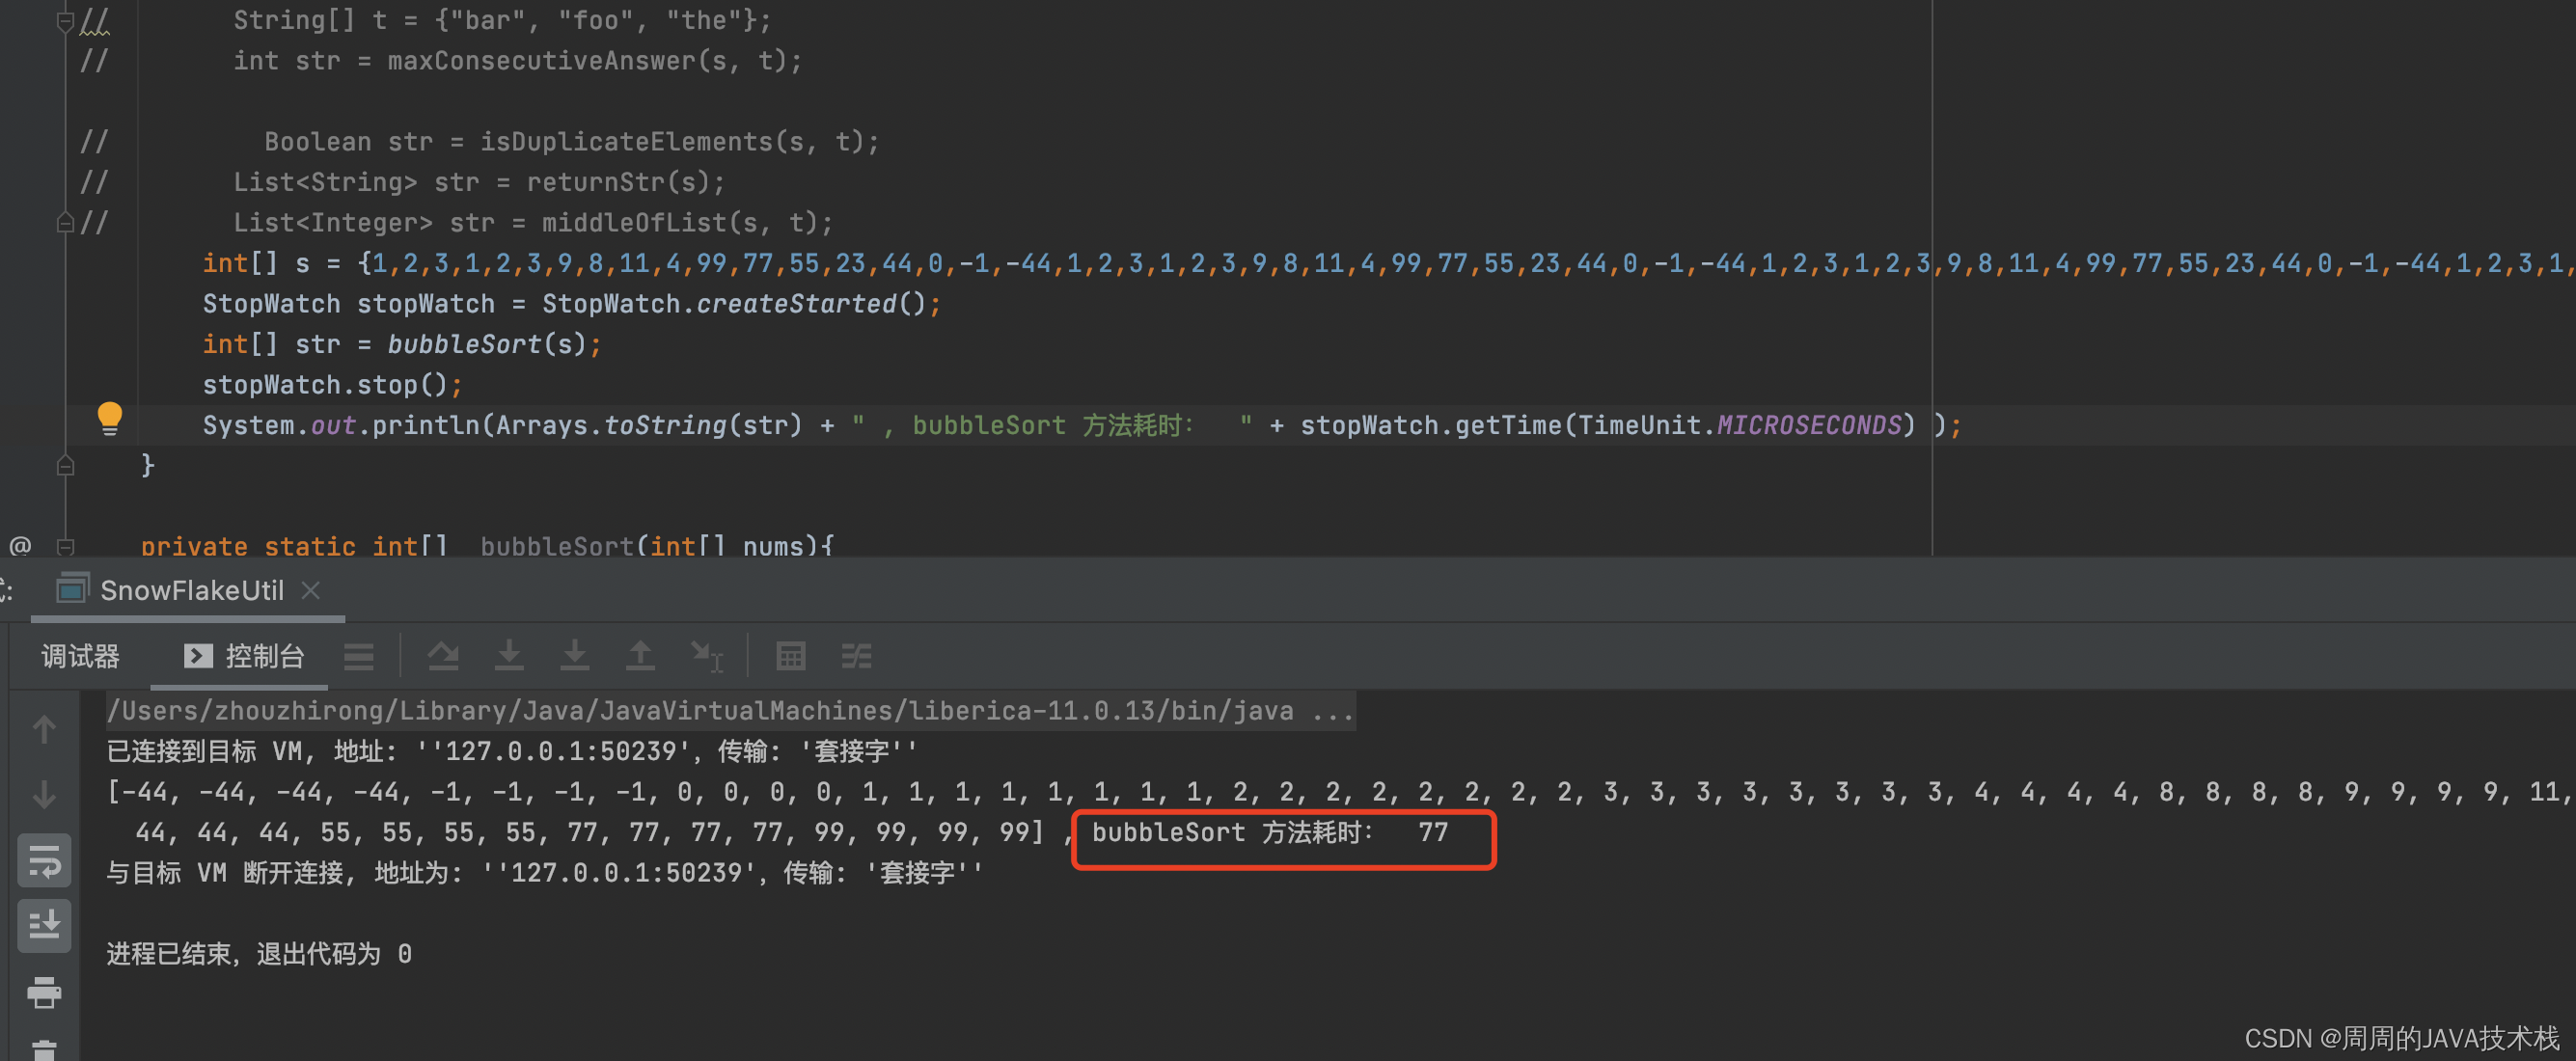 //        String[] t = {"bar", "foo", "the"};
//        int str = maxConsecutiveAnswer(s, t);
//          Boolean str = isDuplicateElements(s, t);
//        List<String> str = returnStr(s);
//        List<Integer> str = middleOfList(s, t);
int[] s = {1,2,3,1,2,3,9,8,11,4,99,77,55,23,44,0,-1,-44,1,2,3,1,2,3,9,8,11,4,99,77,55,23,44,0,-1,-44,1,2,3,1,2,3,9,8,11,4,99,77,55,23,44,0,-1,-44,1,2,3,1,
StopWatch stopWatch = StopWatch.createStarted();
int[] str = bubbleSort(s);
stopWatch.stop();
System.out.println(Arrays.toString(str) + " , bubbleSort 方法耗时:  " + stopWatch.getTime(TimeUnit.MICROSECONDS) );
}
@ private static int[]  bubbleSort(int[] nums){
SnowFlakeUtil
调试器 控制台
/Users/zhouzhirong/Library/Java/JavaVirtualMachines/liberica-11.0.13/bin/java ...
已连接到目标 VM, 地址: ''127.0.0.1:50239'，传输: '套接字''
[-44, -44, -44, -44, -1, -1, -1, -1, 0, 0, 0, 0, 1, 1, 1, 1, 1, 1, 1, 1, 2, 2, 2, 2, 2, 2, 2, 2, 3, 3, 3, 3, 3, 3, 3, 3, 4, 4, 4, 4, 8, 8, 8, 8, 9, 9, 9, 9, 11,
44, 44, 44, 55, 55, 55, 55, 77, 77, 77, 77, 99, 99, 99, 99] , bubbleSort 方法耗时:  77
与目标 VM 断开连接, 地址为: ''127.0.0.1:50239'，传输: '套接字''
进程已结束，退出代码为 0
CSDN @周周的JAVA技术栈